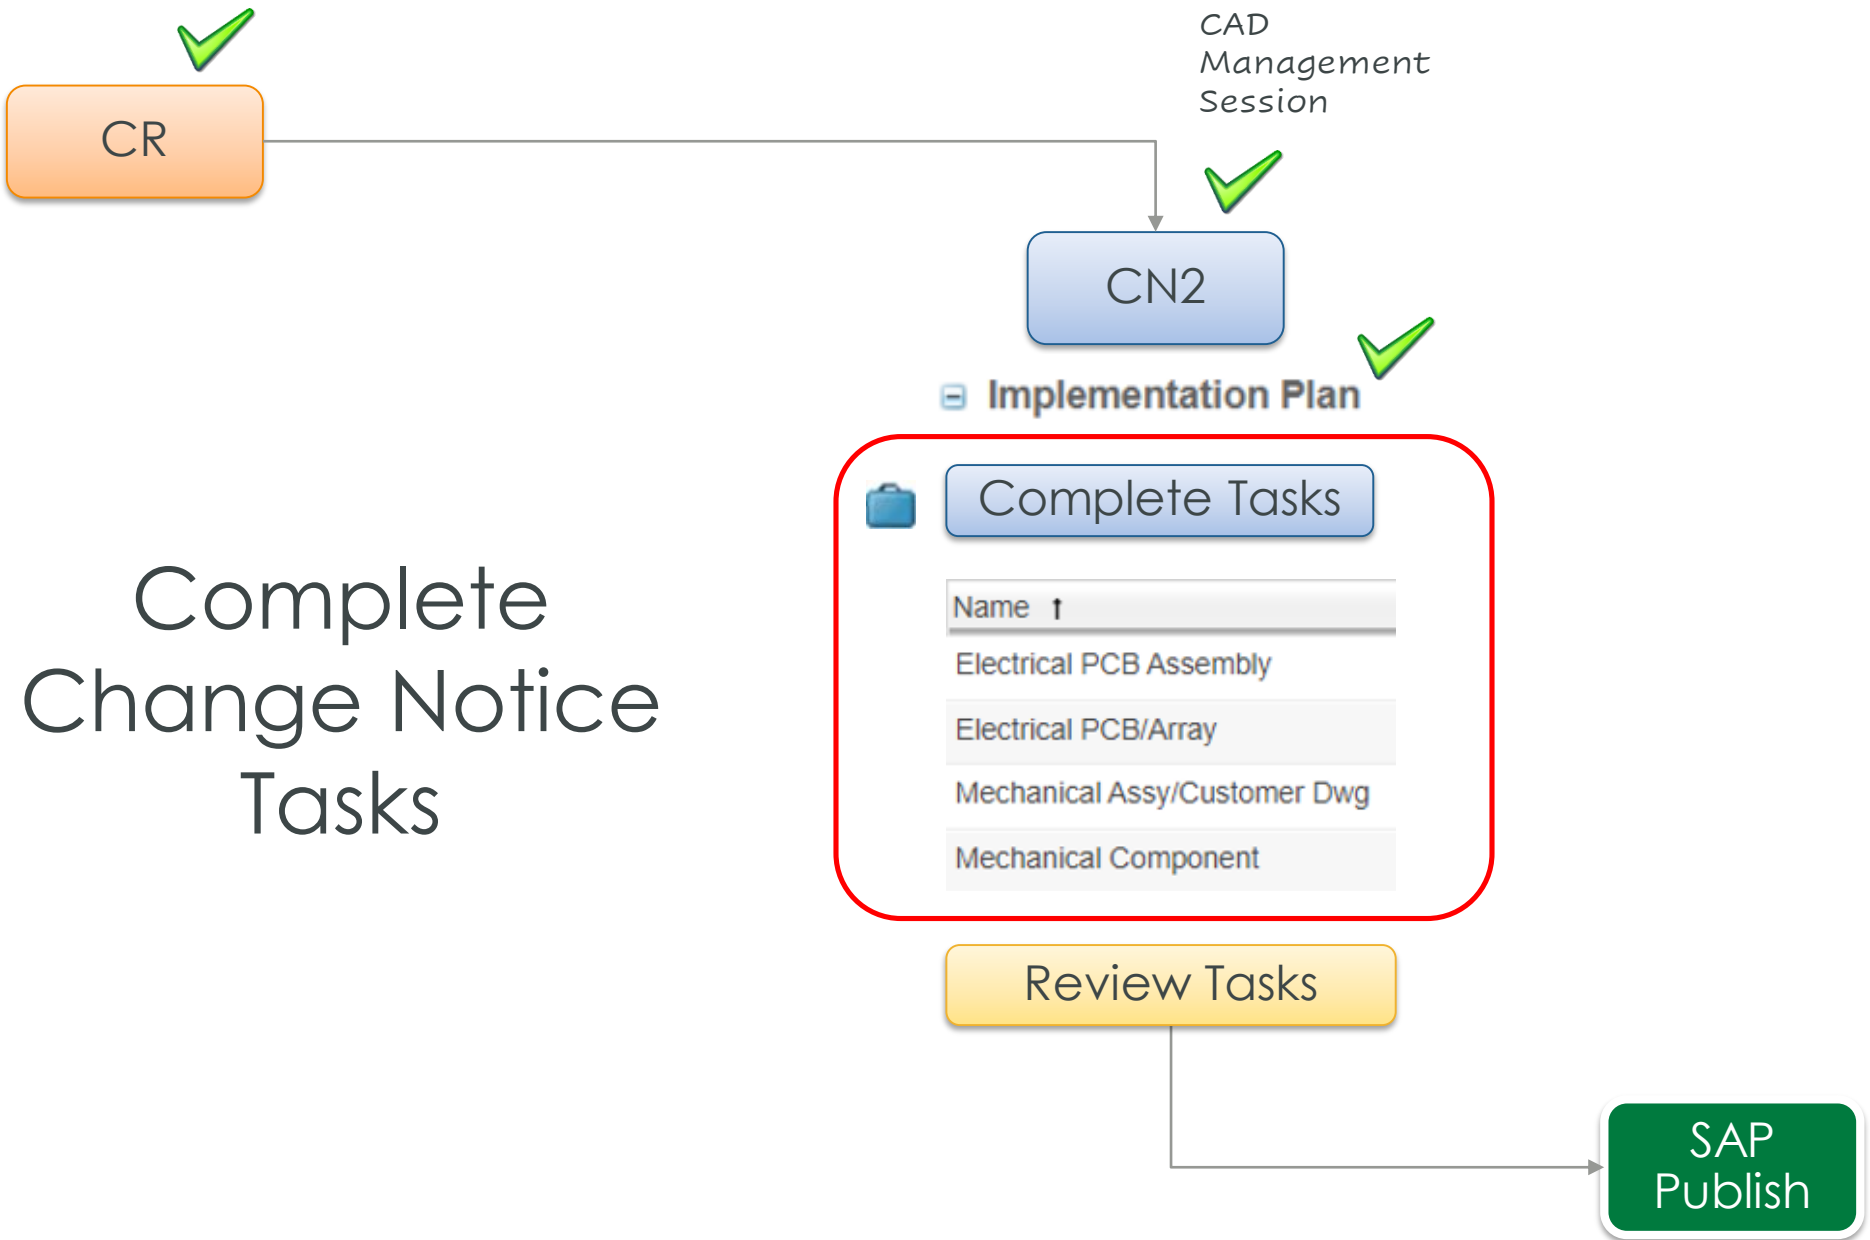 CR
CAD
Management
Session
CN2
Implementation Plan
Complete Tasks
Name
Electrical PCB Assembly
Electrical PCB/Array
Mechanical Assy/Customer Dwg
Mechanical Component
Review Tasks
SAP
Publish
Complete
Change Notice
Tasks